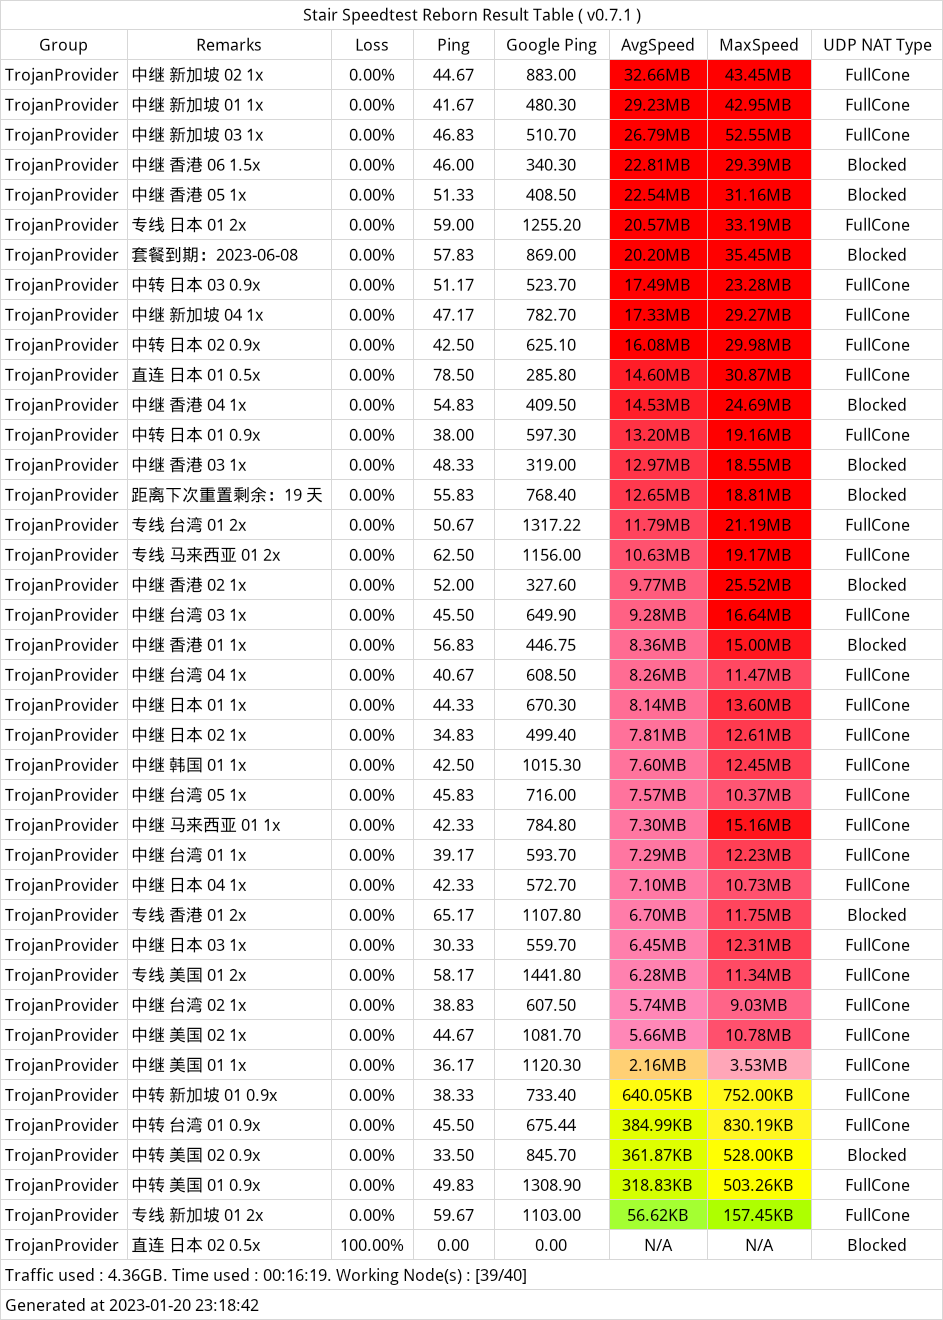 Stair Speedtest Reborn Result Table ( v0.7.1 )
Group Remarks Loss Ping Google Ping AvgSpeed MaxSpeed UDP NAT Type
TrojanProvider 中继 新加坡 02 1x 0.00% 44.67 883.00 32.66MB 43.45MB FullCone
TrojanProvider 中继 新加坡 01 1x 0.00% 41.67 480.30 29.23MB 42.95MB FullCone
TrojanProvider 中继 新加坡 03 1x 0.00% 46.83 510.70 26.79MB 52.55MB FullCone
TrojanProvider 中继 香港 06 1.5x 0.00% 46.00 340.30 22.81MB 29.39MB Blocked
TrojanProvider 中继 香港 05 1x 0.00% 51.33 408.50 22.54MB 31.16MB Blocked
TrojanProvider 专线 日本 01 2x 0.00% 59.00 1255.20 20.57MB 33.19MB FullCone
TrojanProvider 套餐到期：2023-06-08 0.00% 57.83 869.00 20.20MB 35.45MB Blocked
TrojanProvider 中转 日本 03 0.9x 0.00% 51.17 523.70 17.49MB 23.28MB FullCone
TrojanProvider 中继 新加坡 04 1x 0.00% 47.17 782.70 17.33MB 29.27MB FullCone
TrojanProvider 中转 日本 02 0.9x 0.00% 42.50 625.10 16.08MB 29.98MB FullCone
TrojanProvider 直连 日本 01 0.5x 0.00% 78.50 285.80 14.60MB 30.87MB FullCone
TrojanProvider 中继 香港 04 1x 0.00% 54.83 409.50 14.53MB 24.69MB Blocked
TrojanProvider 中转 日本 01 0.9x 0.00% 38.00 597.30 13.20MB 19.16MB FullCone
TrojanProvider 中继 香港 03 1x 0.00% 48.33 319.00 12.97MB 18.55MB Blocked
TrojanProvider 距离下次重置剩余：19 天 0.00% 55.83 768.40 12.65MB 18.81MB Blocked
TrojanProvider 专线 台湾 01 2x 0.00% 50.67 1317.22 11.79MB 21.19MB FullCone
TrojanProvider 专线 马来西亚 01 2x 0.00% 62.50 1156.00 10.63MB 19.17MB FullCone
TrojanProvider 中继 香港 02 1x 0.00% 52.00 327.60 9.77MB 25.52MB Blocked
TrojanProvider 中继 台湾 03 1x 0.00% 45.50 649.90 9.28MB 16.64MB FullCone
TrojanProvider 中继 香港 01 1x 0.00% 56.83 446.75 8.36MB 15.00MB Blocked
TrojanProvider 中继 台湾 04 1x 0.00% 40.67 608.50 8.26MB 11.47MB FullCone
TrojanProvider 中继 日本 01 1x 0.00% 44.33 670.30 8.14MB 13.60MB FullCone
TrojanProvider 中继 日本 02 1x 0.00% 34.83 499.40 7.81MB 12.61MB FullCone
TrojanProvider 中继 韩国 01 1x 0.00% 42.50 1015.30 7.60MB 12.45MB FullCone
TrojanProvider 中继 台湾 05 1x 0.00% 45.83 716.00 7.57MB 10.37MB FullCone
TrojanProvider 中继 马来西亚 01 1x 0.00% 42.33 784.80 7.30MB 15.16MB FullCone
TrojanProvider 中继 台湾 01 1x 0.00% 39.17 593.70 7.29MB 12.23MB FullCone
TrojanProvider 中继 日本 04 1x 0.00% 42.33 572.70 7.10MB 10.73MB FullCone
TrojanProvider 专线 香港 01 2x 0.00% 65.17 1107.80 6.70MB 11.75MB Blocked
TrojanProvider 中继 日本 03 1x 0.00% 30.33 559.70 6.45MB 12.31MB FullCone
TrojanProvider 专线 美国 01 2x 0.00% 58.17 1441.80 6.28MB 11.34MB FullCone
TrojanProvider 中继 台湾 02 1x 0.00% 38.83 607.50 5.74MB 9.03MB FullCone
TrojanProvider 中继 美国 02 1x 0.00% 44.67 1081.70 5.66MB 10.78MB FullCone
TrojanProvider 中继 美国 01 1x 0.00% 36.17 1120.30 2.16MB 3.53MB FullCone
TrojanProvider 中转 新加坡 01 0.9x 0.00% 38.33 733.40 640.05KB 752.00KB FullCone
TrojanProvider 中转 台湾 01 0.9x 0.00% 45.50 675.44 384.99KB 830.19KB FullCone
TrojanProvider 中转 美国 02 0.9x 0.00% 33.50 845.70 361.87KB 528.00KB Blocked
TrojanProvider 中转 美国 01 0.9x 0.00% 49.83 1308.90 318.83KB 503.26KB FullCone
TrojanProvider 专线 新加坡 01 2x 0.00% 59.67 1103.00 56.62KB 157.45KB FullCone
TrojanProvider 直连 日本 02 0.5x 100.00% 0.00 0.00 N/A N/A Blocked
Traffic used : 4.36GB. Time used : 00:16:19. Working Node(s) : [39/40]
Generated at 2023-01-20 23:18:42